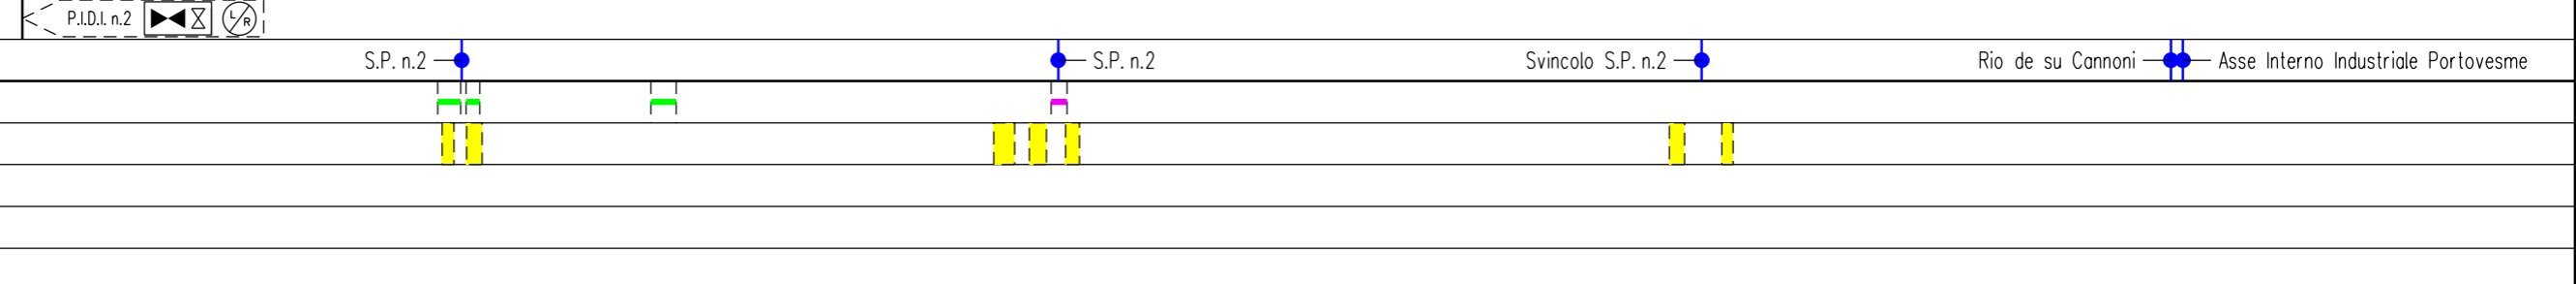 P.I.D.I. n.2 L/R
S.P. n.2 S.P. n.2 Svincolo S.P. n.2 Rio de su Cannoni Asse Interno Industriale Portovesme